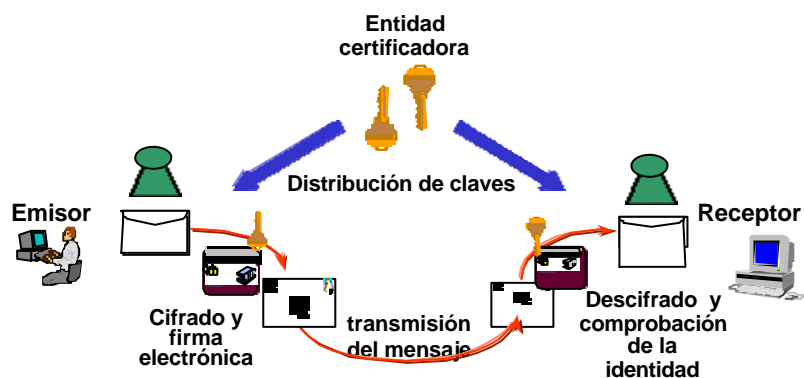 Entidad
certificadora
Distribución de claves
Emisor
Receptor
Cifrado y
firma
electrónica
transmisión
del mensaje
Descifrado y
comprobación
de la
identidad